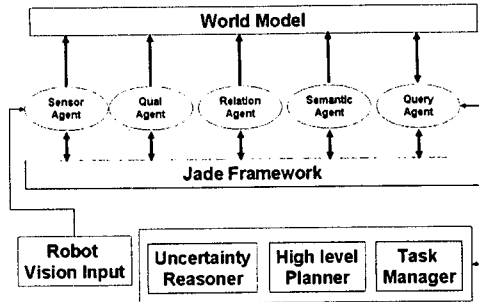 World Model
Sensor
Agent
Qual
Agent
Relation
Agent
Semantic
Agent
Query
Agent
Jade Framework
Robot
Vision Input
Uncertainty
Reasoner
High level
Planner
Task
Manager